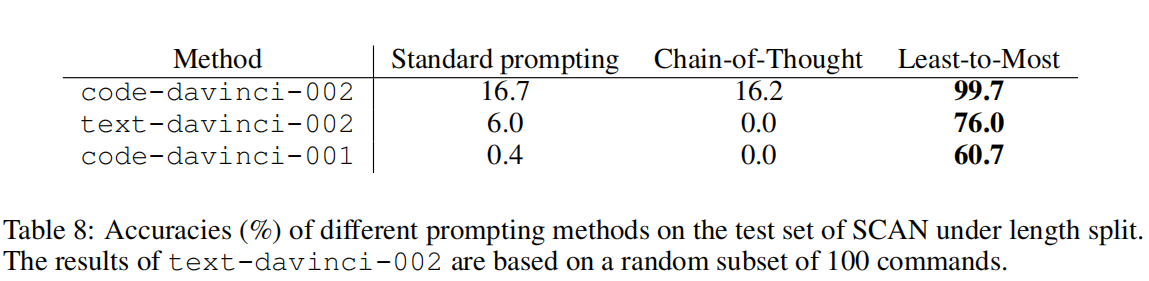 Method Standard prompting Chain-of-Thought Least-to-Most
code-davinci-002 16.7 16.2 99.7
text-davinci-002 6.0 0.0 76.0
code-davinci-001 0.4 0.0 60.7
Table 8: Accuracies (%) of different prompting methods on the test set of SCAN under length split.
The results of text-davinci-002 are based on a random subset of 100 commands.